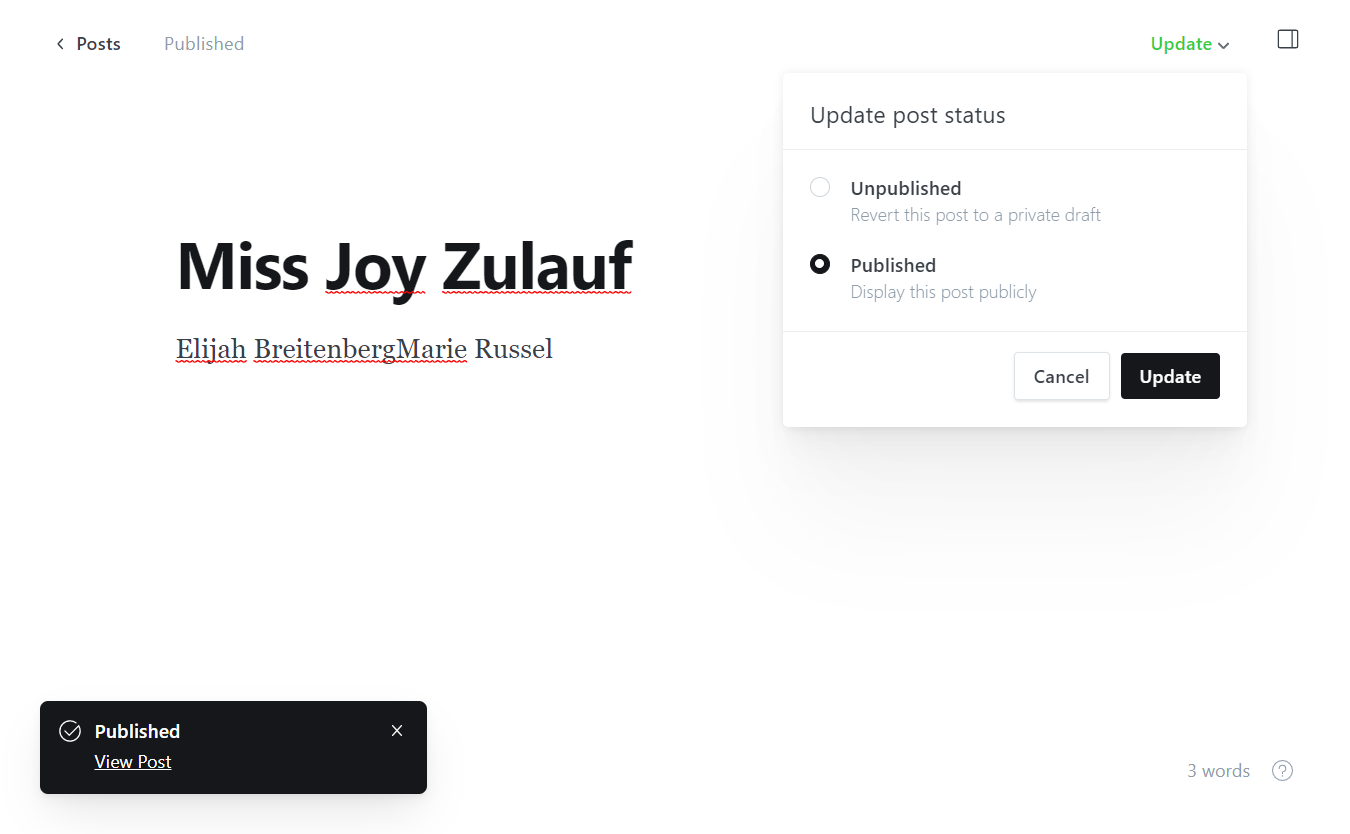 Posts
Published
Update
Update post status
Unpublished
Revert this post to a private draft
Published
Display this post publicly
Cancel
Update
Miss Joy Zulauf
Elijah BreitenbergMarie Russel
Published
View Post
3 words
?